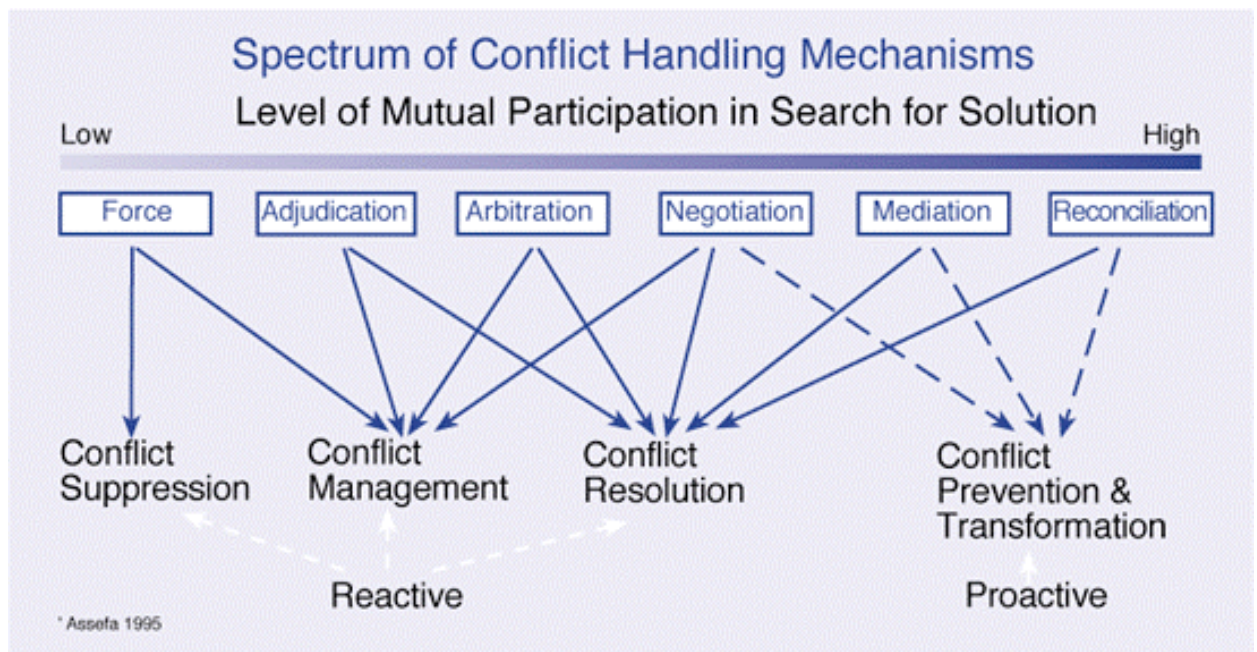 Spectrum of Conflict Handling Mechanisms
Level of Mutual Participation in Search for Solution
Low
High
Force
Adjudication
Arbitration
Negotiation
Mediation
Reconciliation
Conflict
Suppression
Conflict
Management
Conflict
Resolution
Conflict
Prevention &
Transformation
Reactive
Proactive
* Assefa 1995